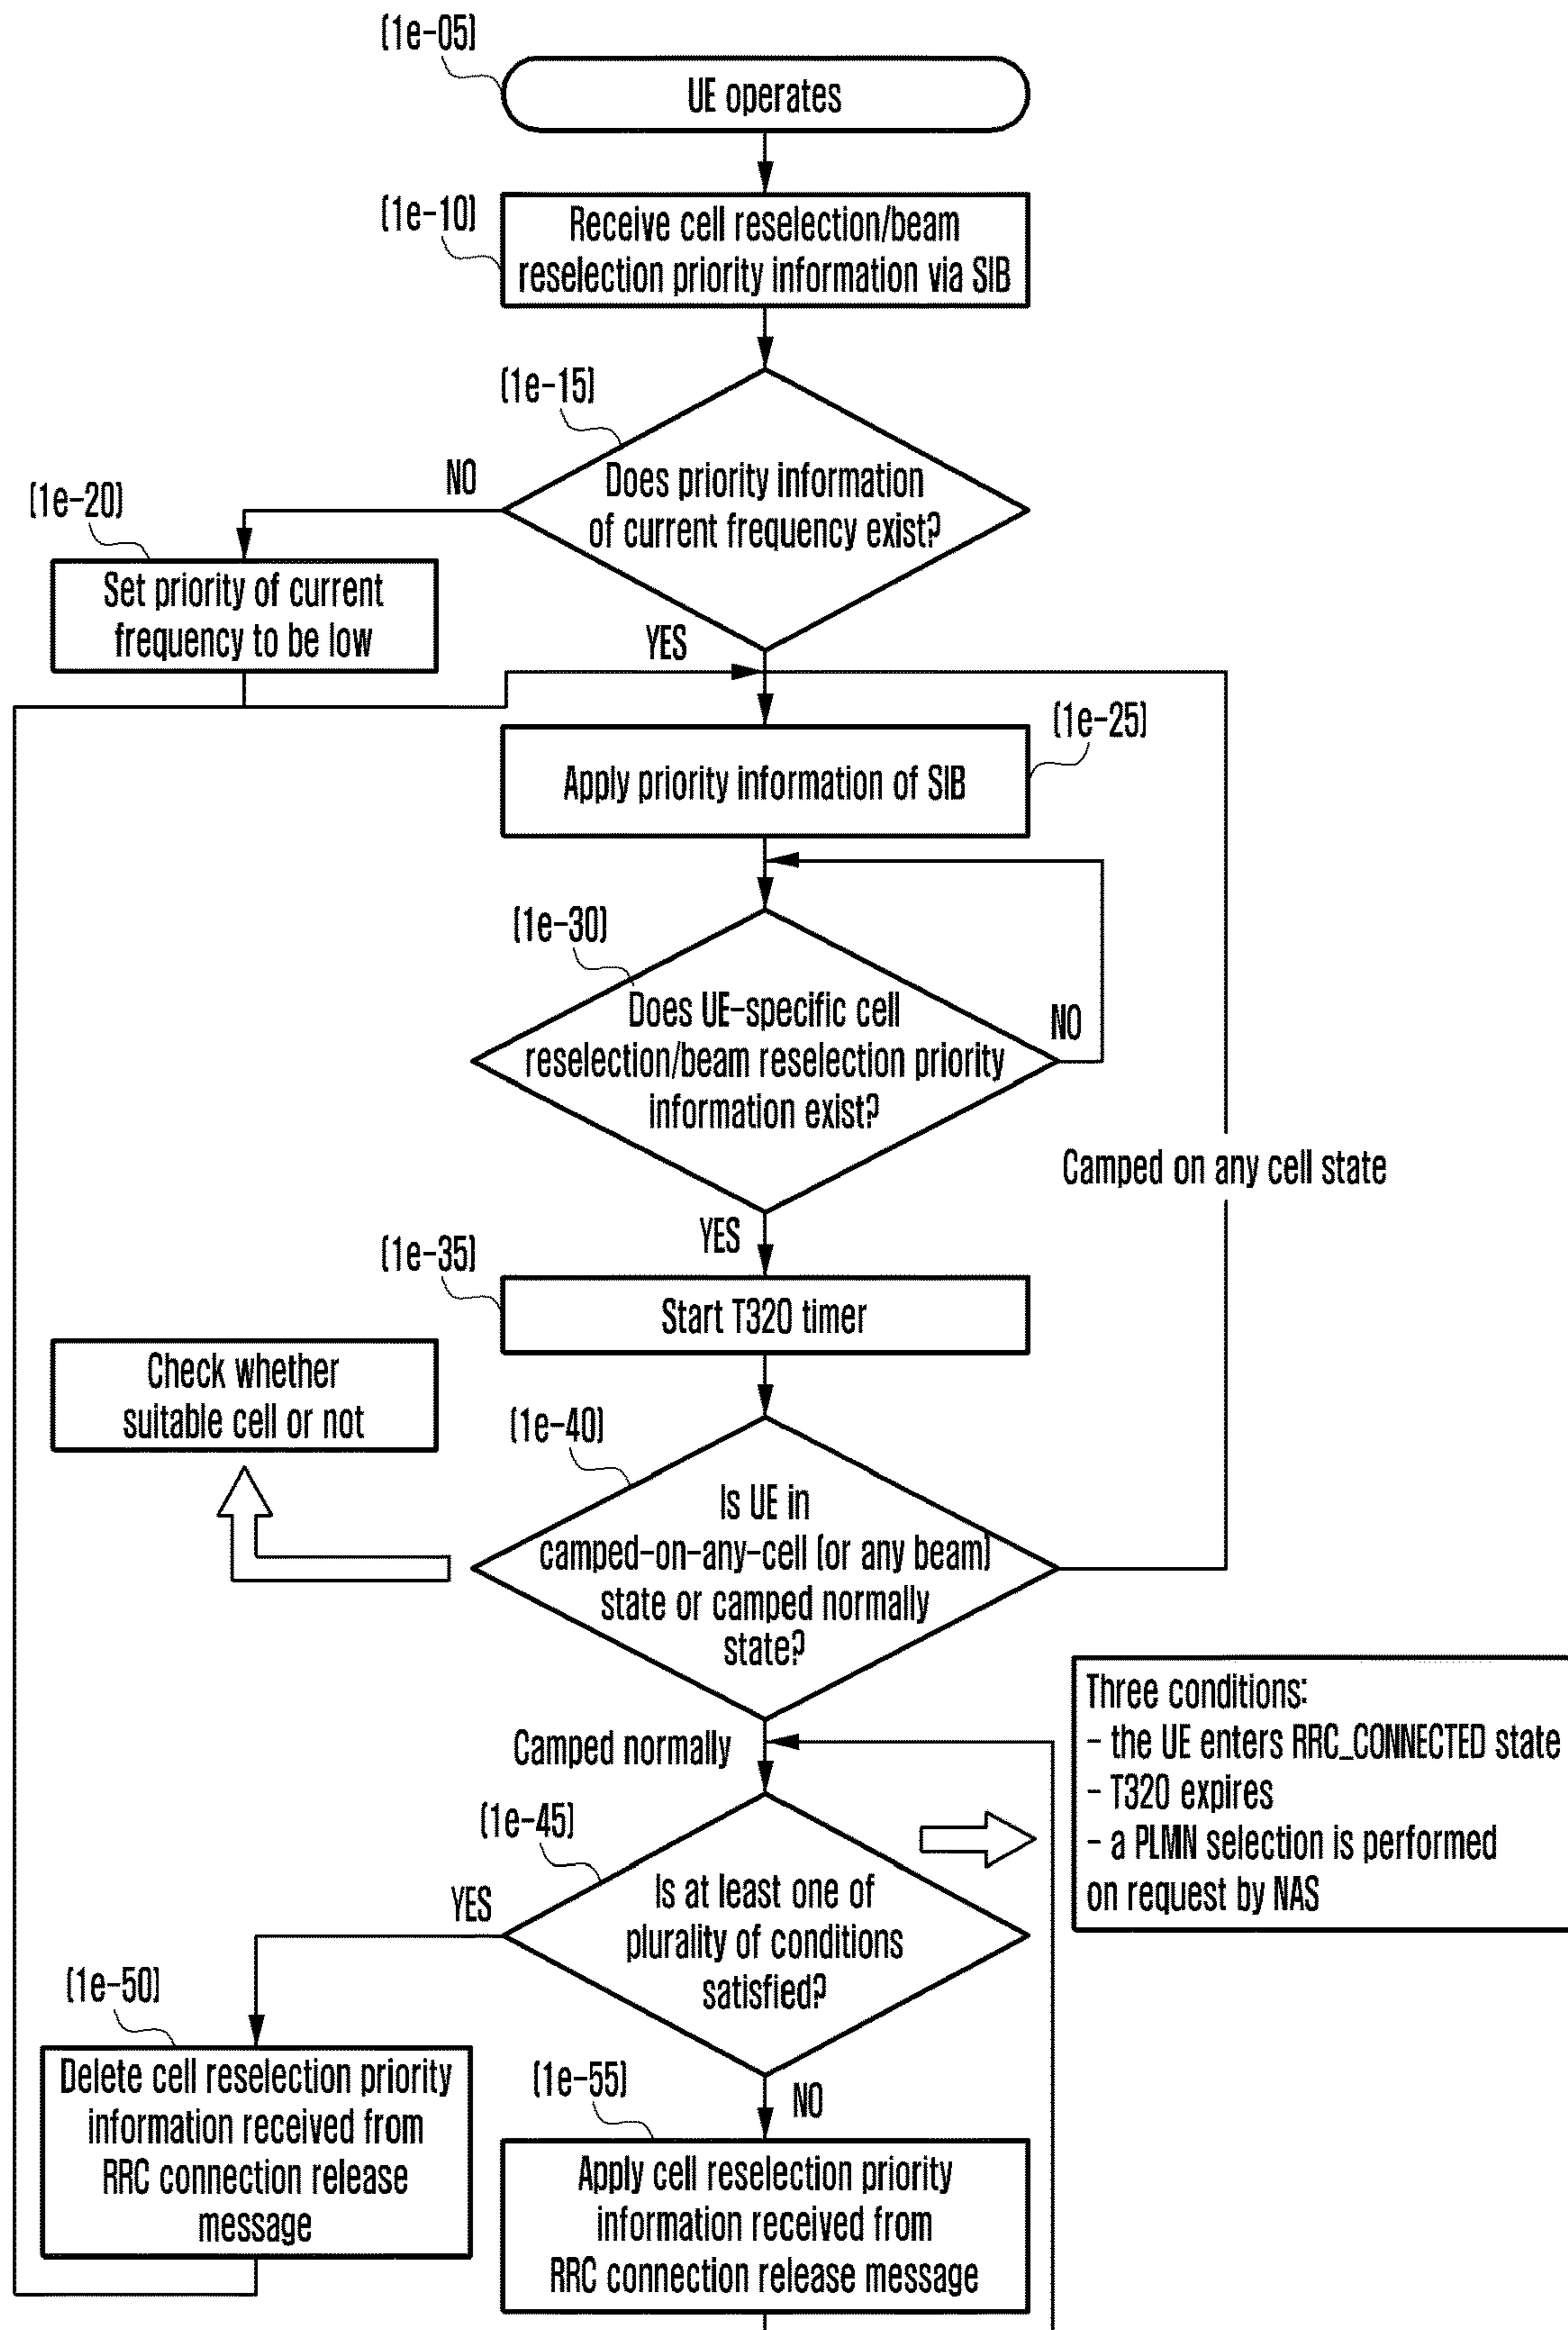 (1e-05)
UE operates
(1e-10)
Receive cell reselection/beam
reselection priority information via SIB
(1e-15)
Does priority information
of current frequency exist?
NO
(1e-20)
Set priority of current
frequency to be low
YES
(1e-25)
Apply priority information of SIB
(1e-30)
Does UE-specific cell
reselection/beam reselection priority
information exist?
NO
Camped on any cell state
YES
(1e-35)
Start T320 timer
Check whether
suitable cell or not
(1e-40)
Is UE in
camped-on-any-cell (or any beam)
state or camped normally
state?
Camped normally
Three conditions:
- the UE enters RRC_CONNECTED state
- T320 expires
- a PLMN selection is performed
on request by NAS
(1e-45)
Is at least one of
plurality of conditions
satisfied?
YES
(1e-50)
Delete cell reselection priority
information received from
RRC connection release
message
NO
(1e-55)
Apply cell reselection priority
information received from
RRC connection release message